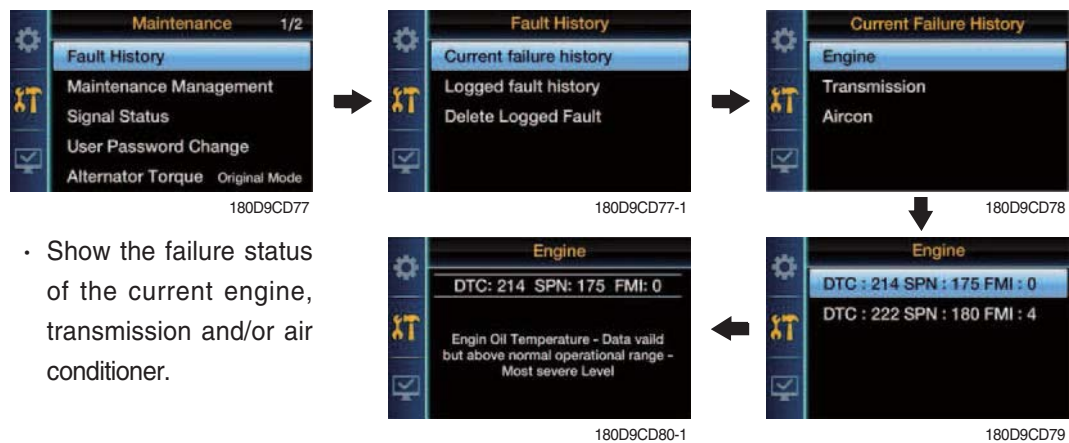 Maintenance 1/2
Fault History
Maintenance Management
Signal Status
User Password Change
Alternator Torque Original Mode
180D9CD77
Fault History
Current failure history
Logged fault history
Delete Logged Fault
180D9CD77-1
Current Failure History
Engine
Transmission
Aircon
180D9CD78
· Show the failure status
of the current engine,
transmission and/or air
conditioner.
Engine
DTC : 214 SPN : 175 FMI : 0
DTC : 222 SPN : 180 FMI : 4
180D9CD79
Engine
DTC: 214 SPN: 175 FMI: 0
Engin Oil Temperature - Data vaild
but above normal operational range -
Most severe Level
180D9CD80-1